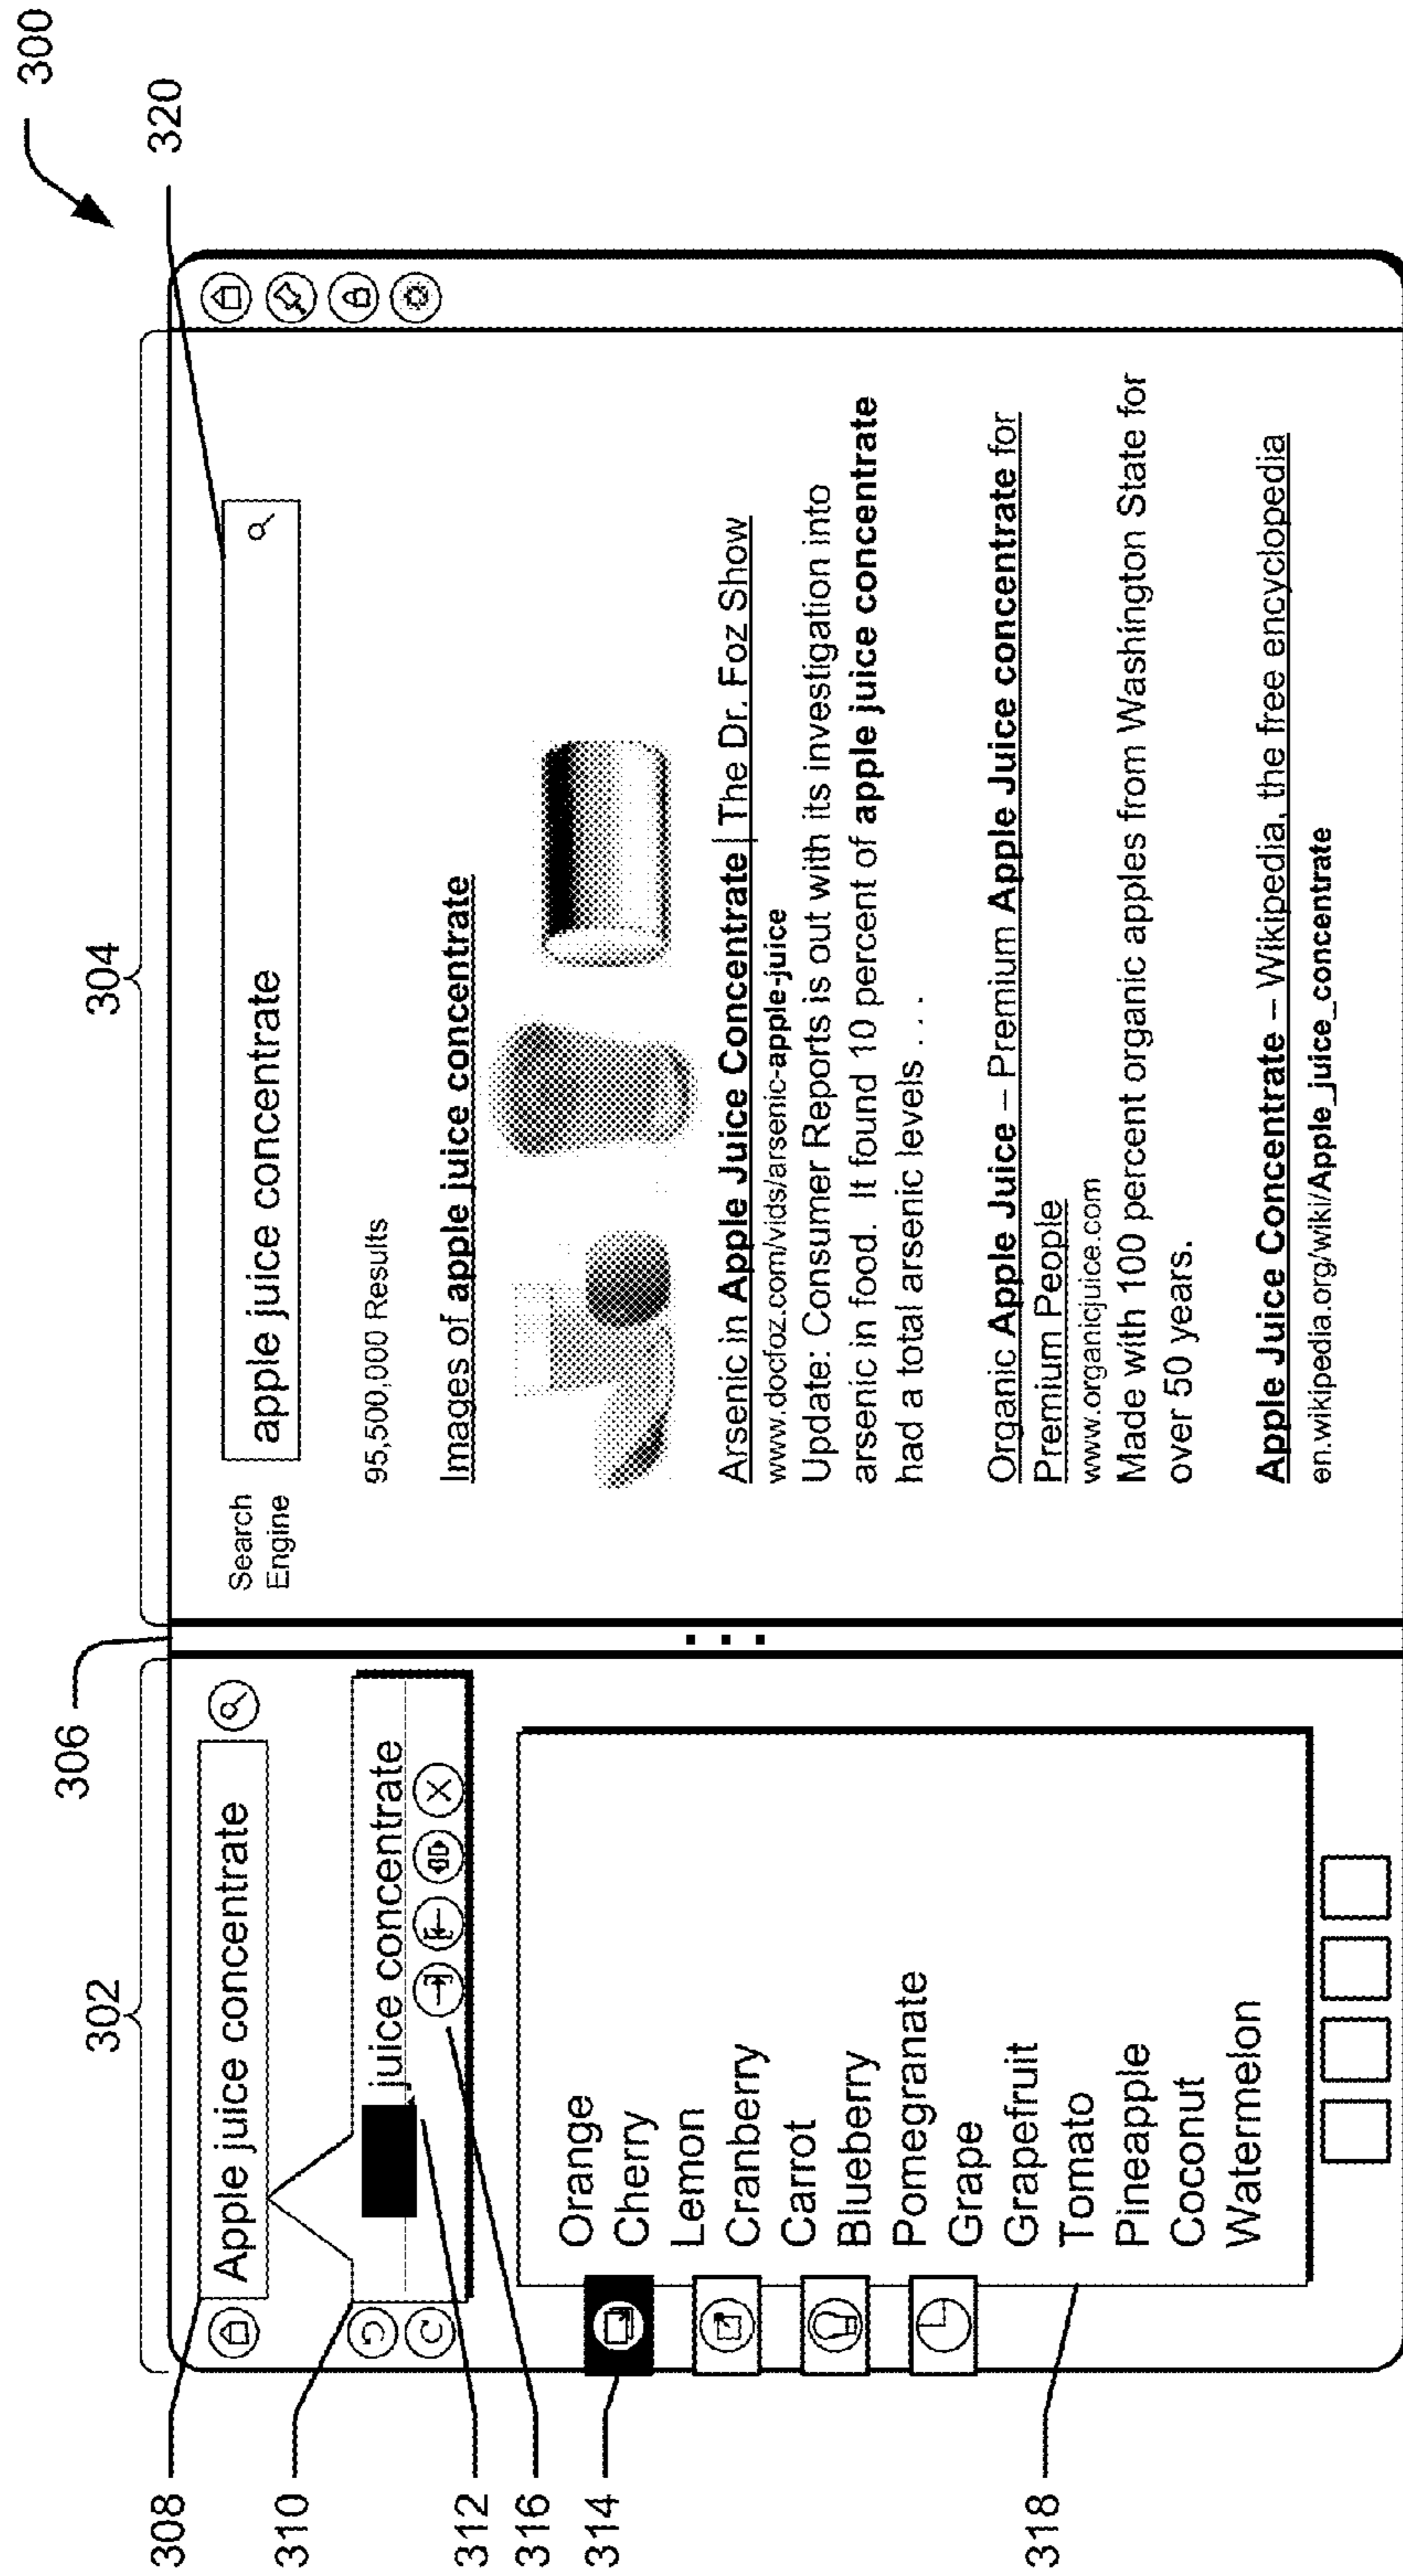 300
302
306
304
320
308
Apple juice concentrate
310
juice concentrate
312
316
314
Orange
Cherry
Lemon
Cranberry
Carrot
Blueberry
Pomegranate
Grape
Grapefruit
Tomato
Pineapple
Coconut
Watermelon
318
Search
Engine
apple juice concentrate
95,500,000 Results
Images of apple juice concentrate
Arsenic in Apple Juice Concentrate | The Dr. Foz Show
www.docfoz.com/vids/arsenic-apple-juice
Update: Consumer Reports is out with its investigation into
arsenic in food. It found 10 percent of apple juice concentrate
had a total arsenic levels . . .
Organic Apple Juice – Premium Apple Juice concentrate for
Premium People
www.organicjuice.com
Made with 100 percent organic apples from Washington State for
over 50 years.
Apple Juice Concentrate – Wikipedia, the free encyclopedia
en.wikipedia.org/wiki/Apple_juice_concentrate